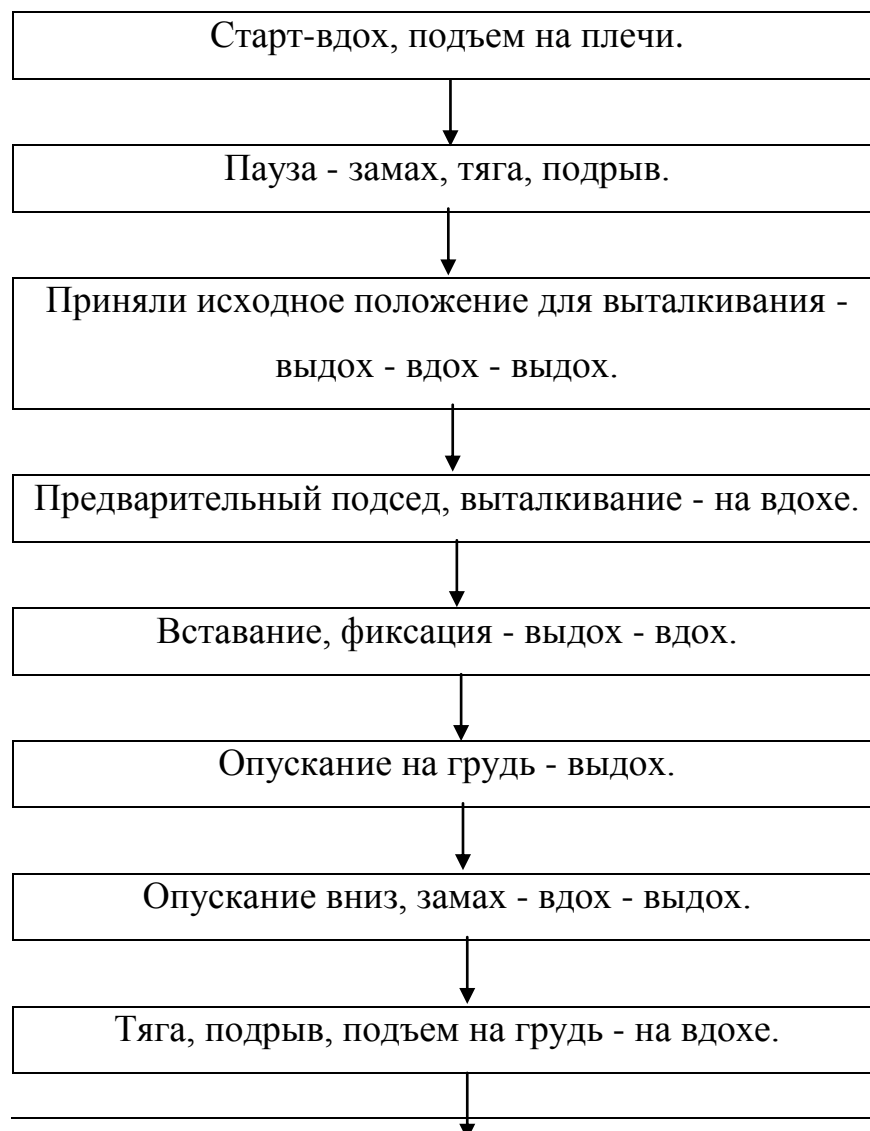 Старт-вдох, подъем на плечи.
Пауза - замах, тяга, подрыв.
Приняли исходное положение для выталкивания -
выдох - вдох - выдох.
Предварительный подсед, выталкивание - на вдохе.
Вставание, фиксация - выдох - вдох.
Опускание на грудь - выдох.
Опускание вниз, замах - вдох - выдох.
Тяга, подрыв, подъем на грудь - на вдохе.